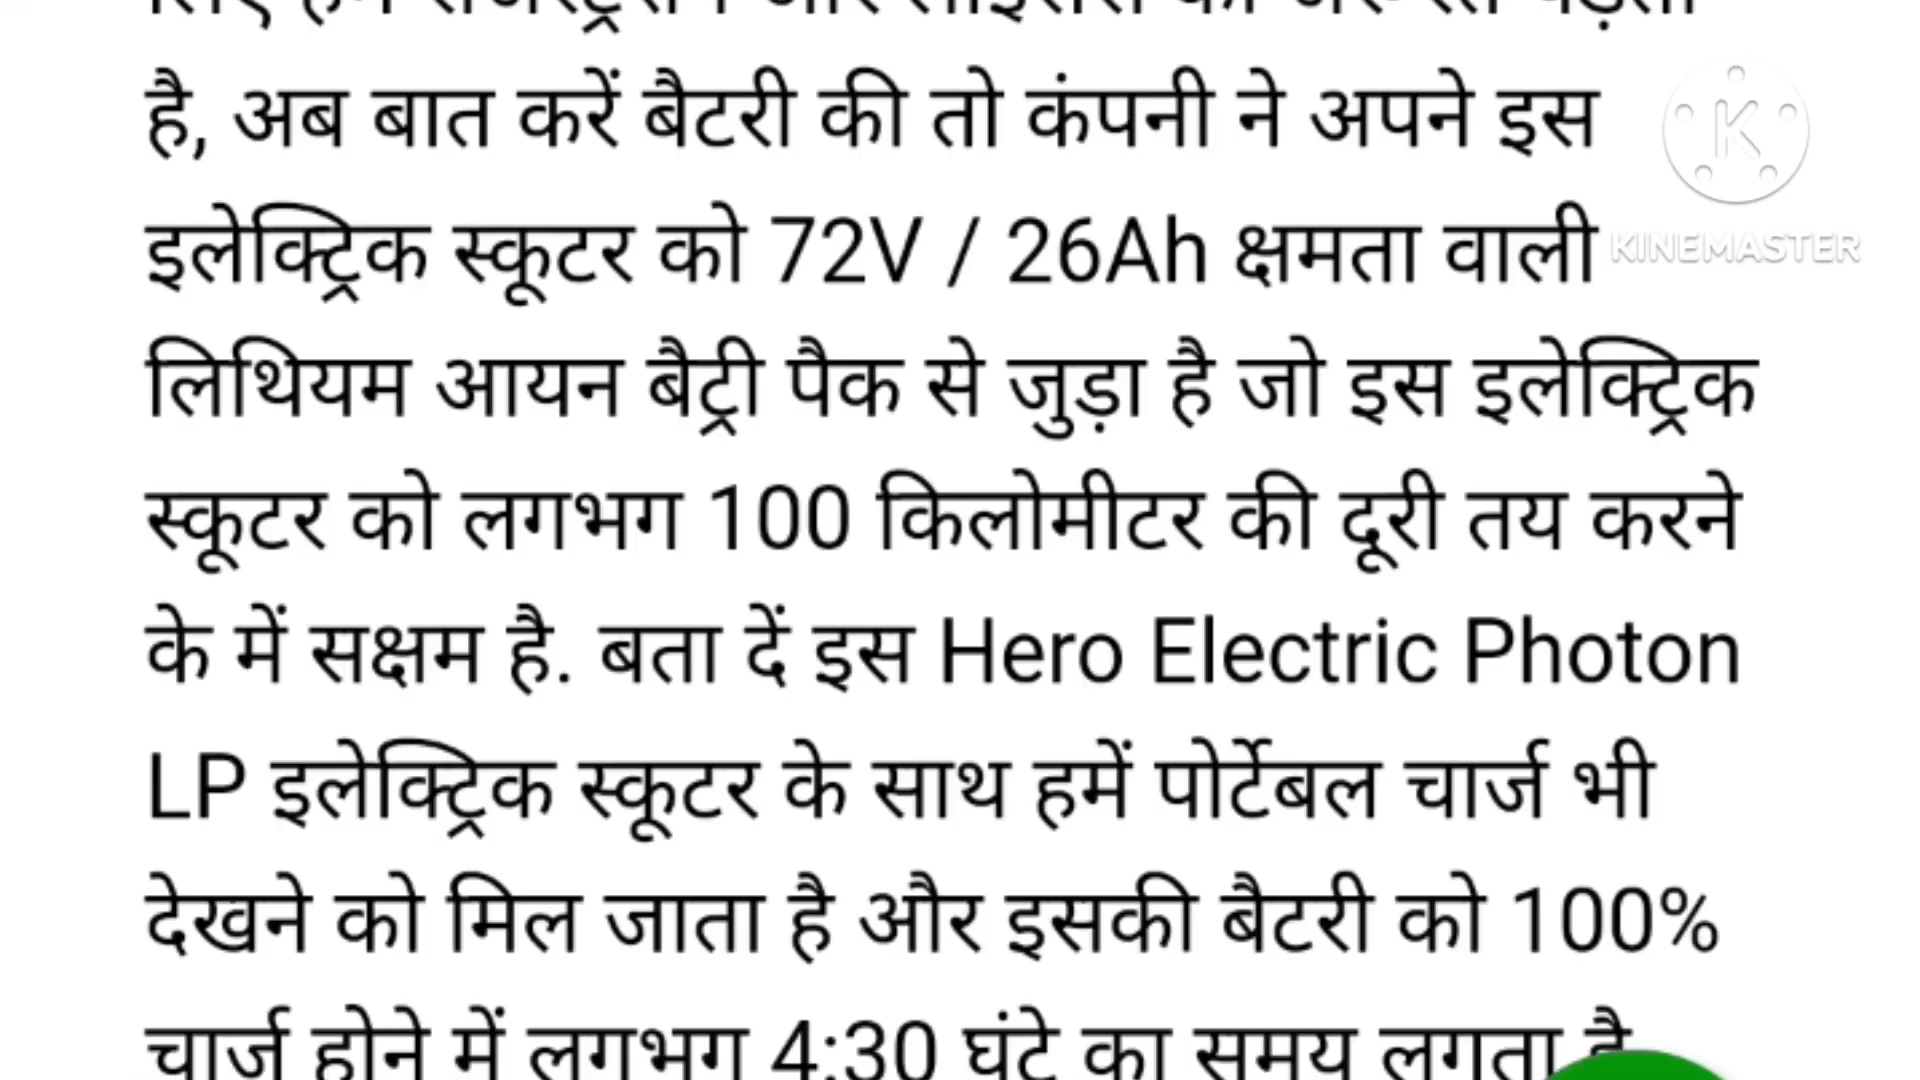 है, अब बात करें बैटरी की तो कंपनी ने अपने इस
इलेक्ट्रिक स्कूटर को 72V / 26Ah क्षमता वाली
KINEMASTER
लिथियम आयन बैट्री पैक से जुड़ा है जो इस इलेक्ट्रिक
स्कूटर को लगभग 100 किलोमीटर की दूरी तय करने
के में सक्षम है. बता दें इस Hero Electric Photon
LP इलेक्ट्रिक स्कूटर के साथ हमें पोर्टेबल चार्ज भी
देखने को मिल जाता है और इसकी बैटरी को 100%
चार्ज होने में लगभग 4:30 घंटे का समय लगता है